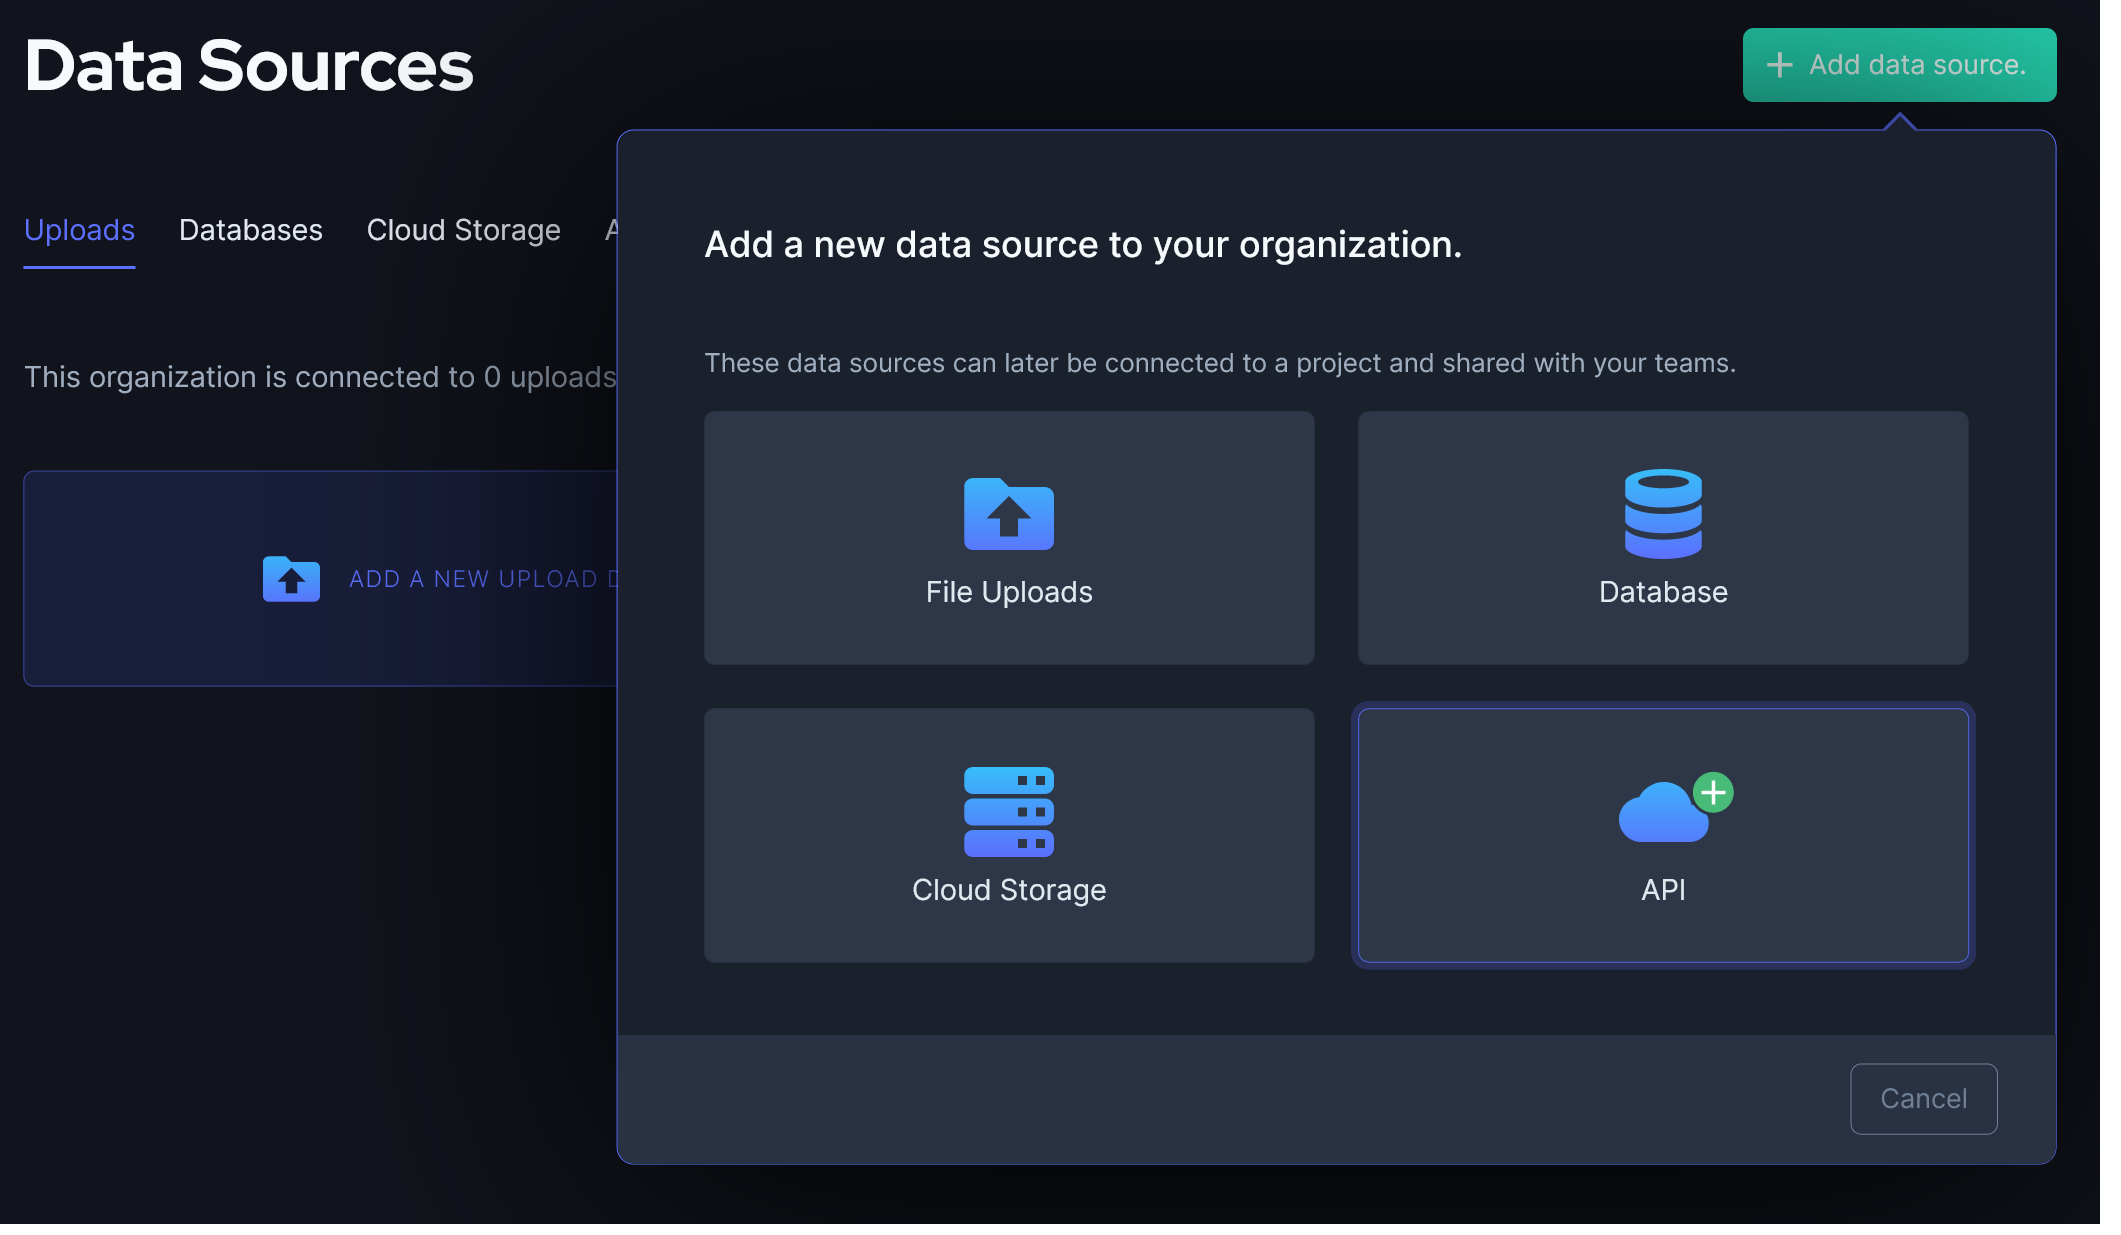 Data Sources
Add data source.
Uploads Databases Cloud Storage
This organization is connected to 0 uploads
ADD A NEW UPLOAD
Add a new data source to your organization.
These data sources can later be connected to a project and shared with your teams.
File Uploads
Database
Cloud Storage
API
Cancel